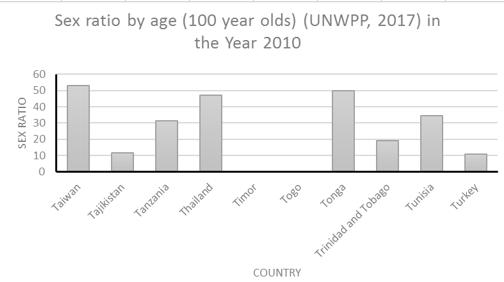 Sex ratio by age (100 year olds) (UNWPP, 2017) in
the Year 2010
60
50
40
30
20
10
0
SEX RATIO
Taiwan
Tajikistan
Tanzania
Thailand
Timor
Togo
Tonga
Trinidad and Tobago
Tunisia
Turkey
COUNTRY